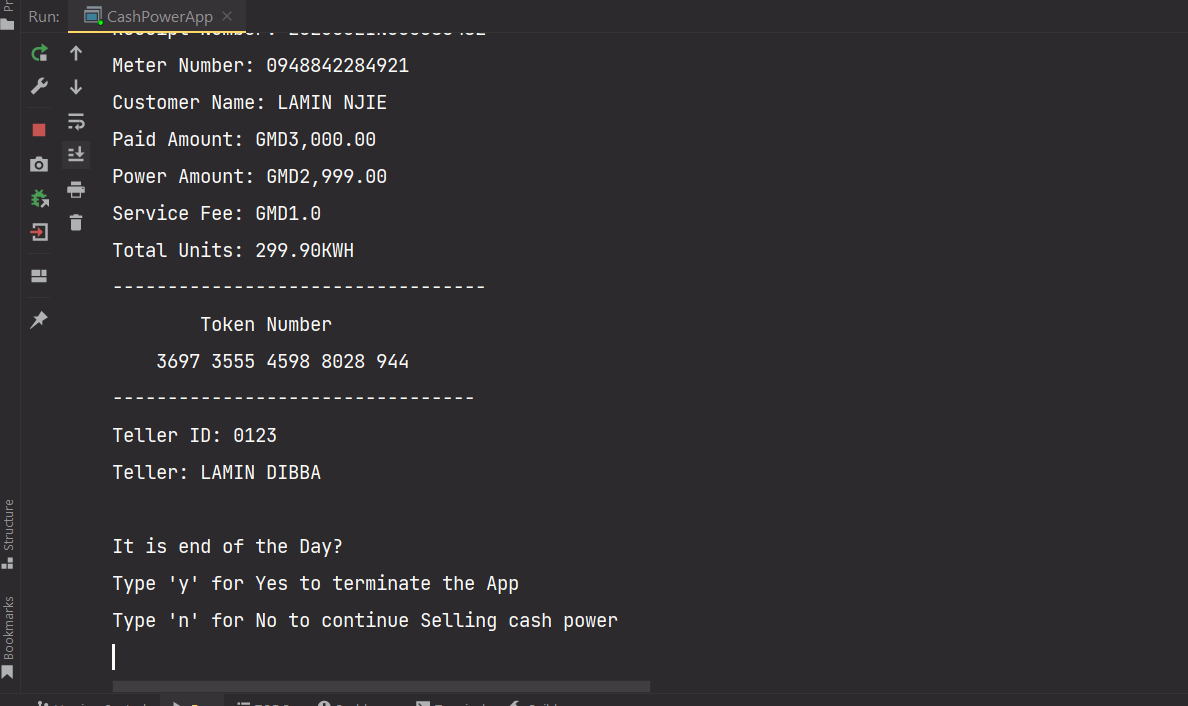 Run:
CashPowerApp
Meter Number: 0948842284921
Customer Name: LAMIN NJIE
Paid Amount: GMD3,000.00
Power Amount: GMD2,999.00
Service Fee: GMD1.0
Total Units: 299.90KWH
----------------------------------
Token Number
3697 3555 4598 8028 944
---------------------------------
Teller ID: 0123
Teller: LAMIN DIBBA
It is end of the Day?
Type 'y' for Yes to terminate the App
Type 'n' for No to continue Selling cash power
Structure
Bookmarks